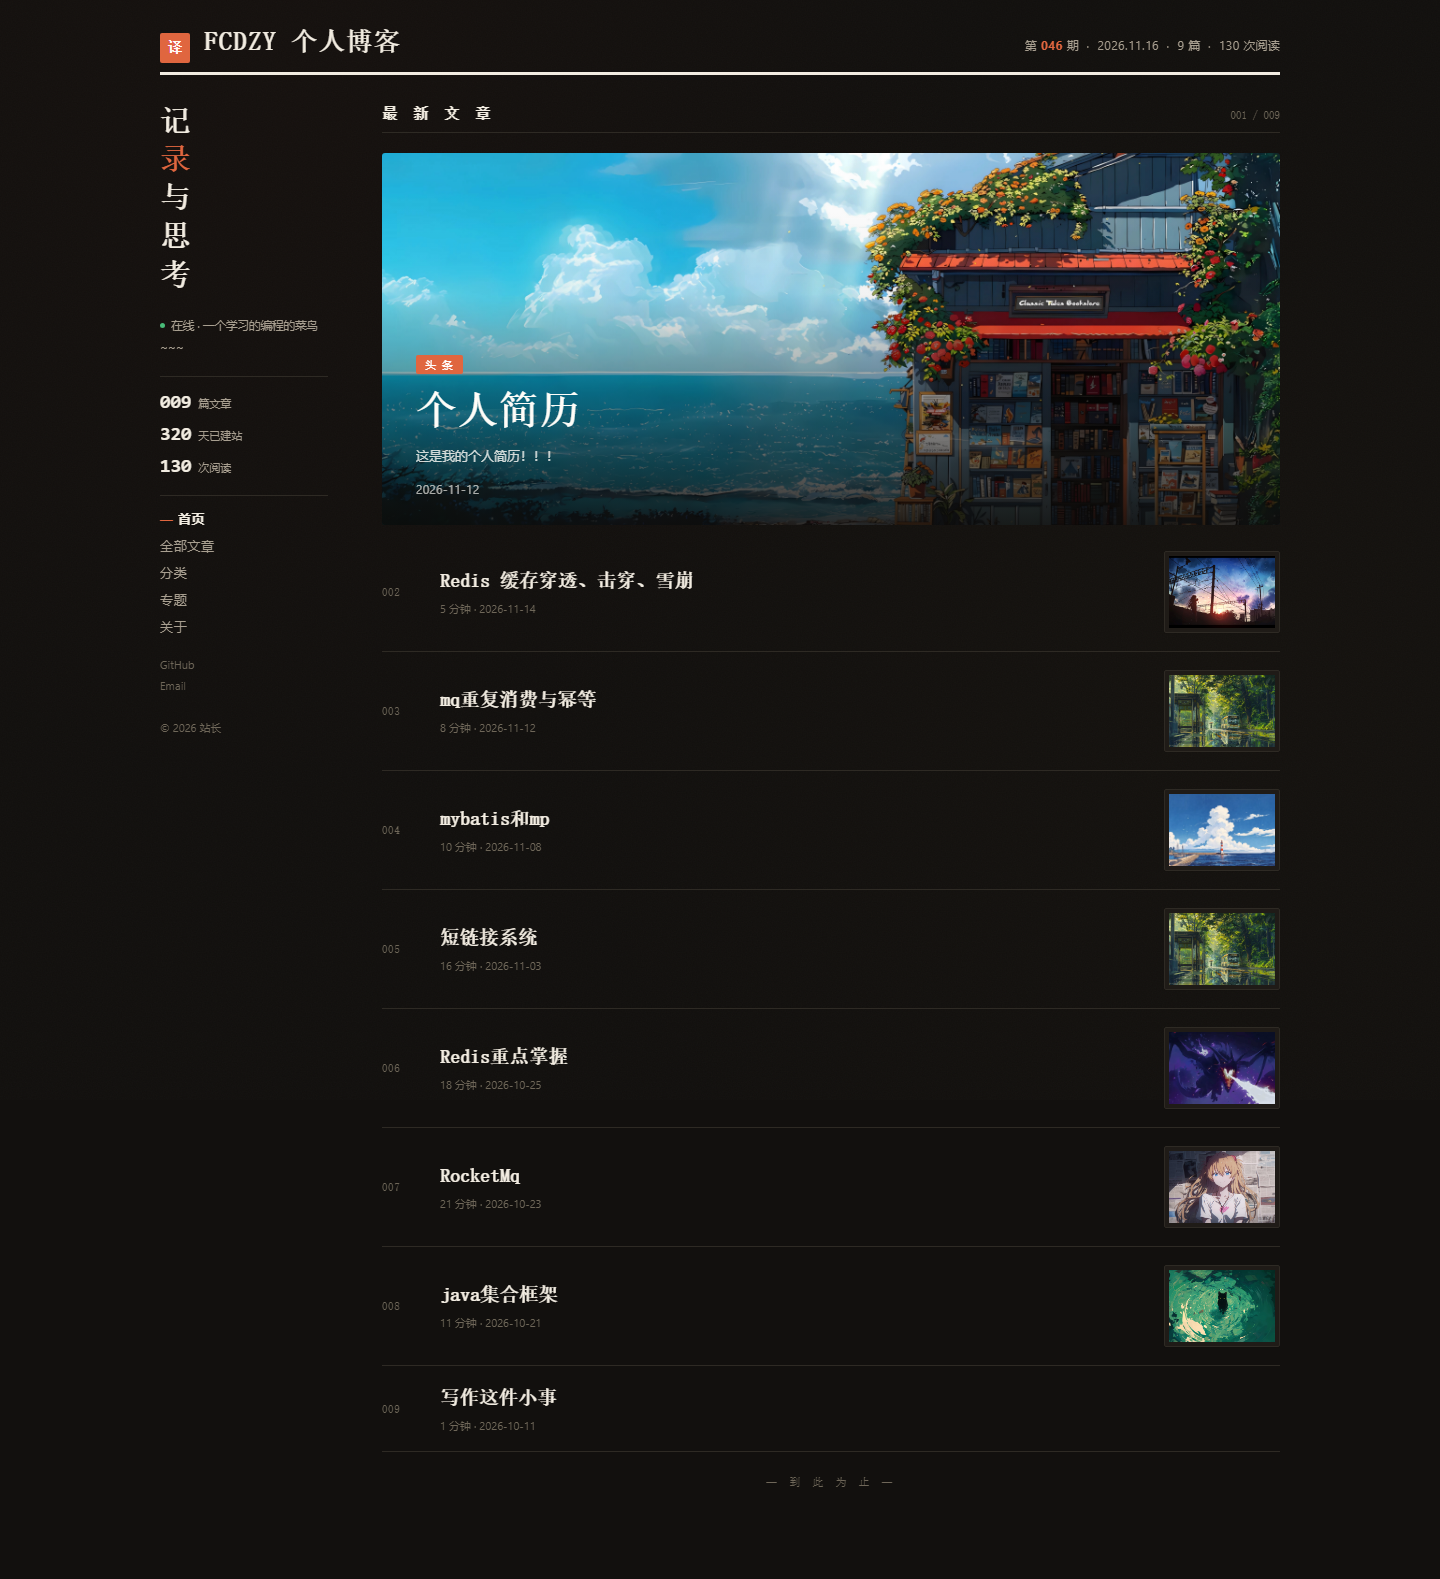 译 FCDZY 个人博客
第 046 期 · 2026.11.16 · 9 篇 · 130 次阅读
记录与思考
在线 · 一个学习的编程的菜鸟
~~~
009 篇文章
320 天已建站
130 次阅读
— 首页
全部文章
分类
专题
关于
GitHub
Email
© 2026 站长
最新文章
001 / 009
Classic Tales Bookstore
头条
个人简历
这是我的个人简历！！！
2026-11-12
002
Redis 缓存穿透、击穿、雪崩
5 分钟 · 2026-11-14
003
mq重复消费与幂等
8 分钟 · 2026-11-12
004
mybatis和mp
10 分钟 · 2026-11-08
005
短链接系统
16 分钟 · 2026-11-03
006
Redis重点掌握
18 分钟 · 2026-10-25
007
RocketMq
21 分钟 · 2026-10-23
008
java集合框架
11 分钟 · 2026-10-21
009
写作这件小事
1 分钟 · 2026-10-11
— 到此为止 —